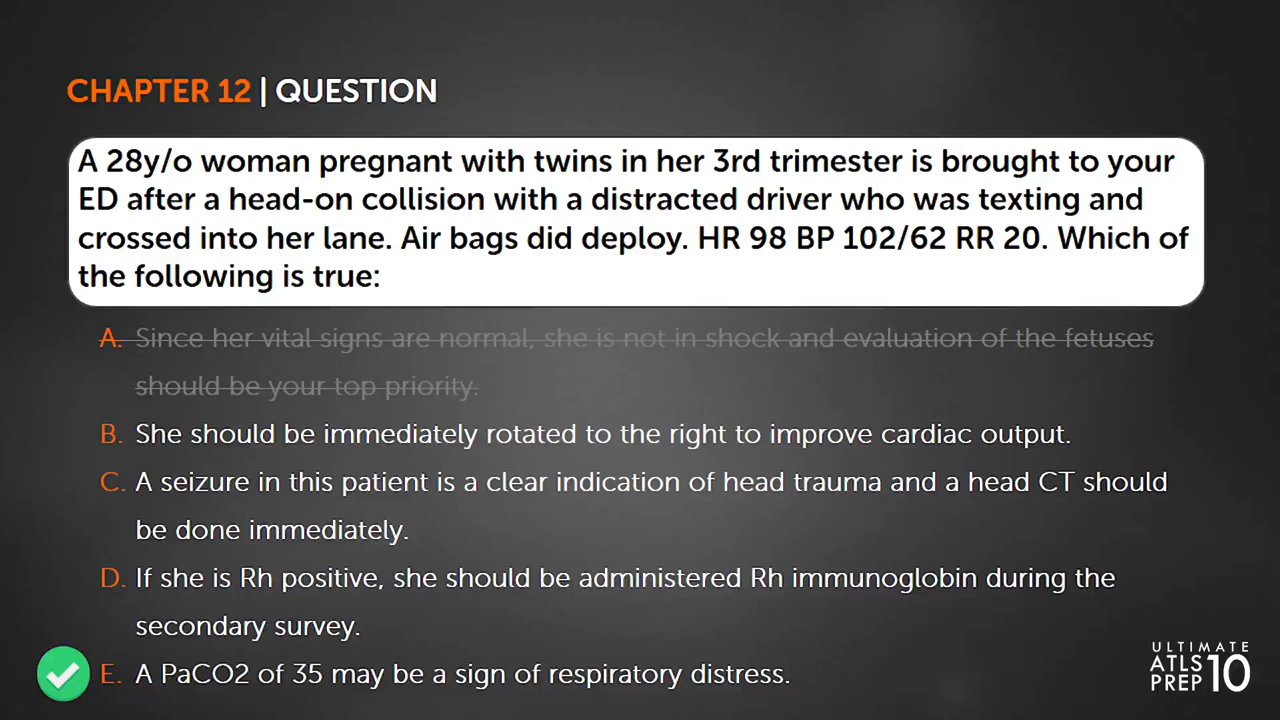 CHAPTER 12 | QUESTION
A 28y/o woman pregnant with twins in her 3rd trimester is brought to your
ED after a head-on collision with a distracted driver who was texting and
crossed into her lane. Air bags did deploy. HR 98 BP 102/62 RR 20. Which of
the following is true:
A. Since her vital signs are normal, she is not in shock and evaluation of the fetuses
should be your top priority.
B. She should be immediately rotated to the right to improve cardiac output.
C. A seizure in this patient is a clear indication of head trauma and a head CT should
be done immediately.
D. If she is Rh positive, she should be administered Rh immunoglobin during the
secondary survey.
E. A PaCO2 of 35 may be a sign of respiratory distress.
ULTIMATE
ATLS
PREP 10